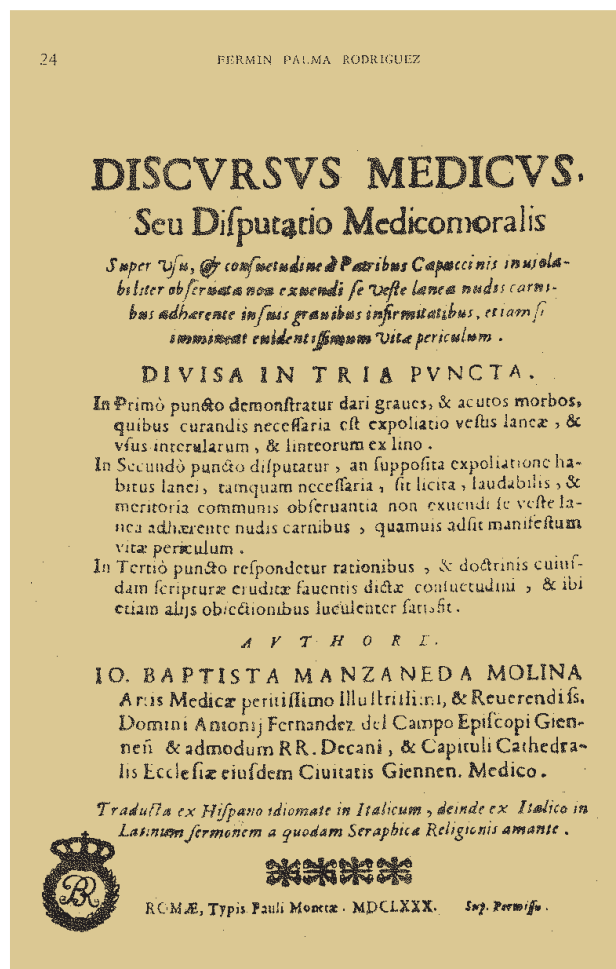 24
FERMIN PALMA RODRIGUEZ
DISCVRSVS MEDICVS,
Seu Diſputatio Medicomoralis
Super Vſu, & conſuetudine à Patribus Capuccinis inuiola-
biliter obſeruata non exuendi ſe Veſte lanea nudis carni-
bus adhærente in ſuis grauibus infirmitatibus, etiam ſi
immineat euidentiſſimum Vitæ periculum.
DIVISA IN TRIA PVNCTA.
In Primò puncto demonſtratur dari graues, & acutos morbos,
quibus curandis neceſſaria eſt expoliatio veſtis laneæ, &
vſus interularum, & linteorum ex lino.
In Secundò puncto diſputatur, an ſuppoſita expoliatione ha-
bitus lanei, tamquam neceſſaria, ſit licita, laudabilis, &
meritoria communis obſeruantia non exuendi ſe veſte la-
nea adhærente nudis carnibus, quamuis adſit manifeſtum
vitæ periculum.
In Tertiò puncto reſpondetur rationibus, & doctrinis cuiuſ-
dam ſcripturæ eruditæ fauentis dictæ conſuetudini, & ibi
etiam alijs obiectionibus luculenter ſatisfit.
AVTHORE.
IO. BAPTISTA MANZANEDA MOLINA
Artis Medicæ peritiſſimo Illuſtriſſimi, & Reuerendiſs.
Domini Antonij Fernandez del Campo Epiſcopi Gien-
neñ & admodum RR. Decani, & Capituli Cathedra-
lis Eccleſiæ eiuſdem Ciuitatis Giennen. Medico.
Traducta ex Hiſpano idiomate in Italicum, deinde ex Italico in
Latinum ſermonem a quodam Seraphica Religionis amante.
ROMÆ, Typis Pauli Monetæ. MDCLXXX. Sup. Permiſſu.